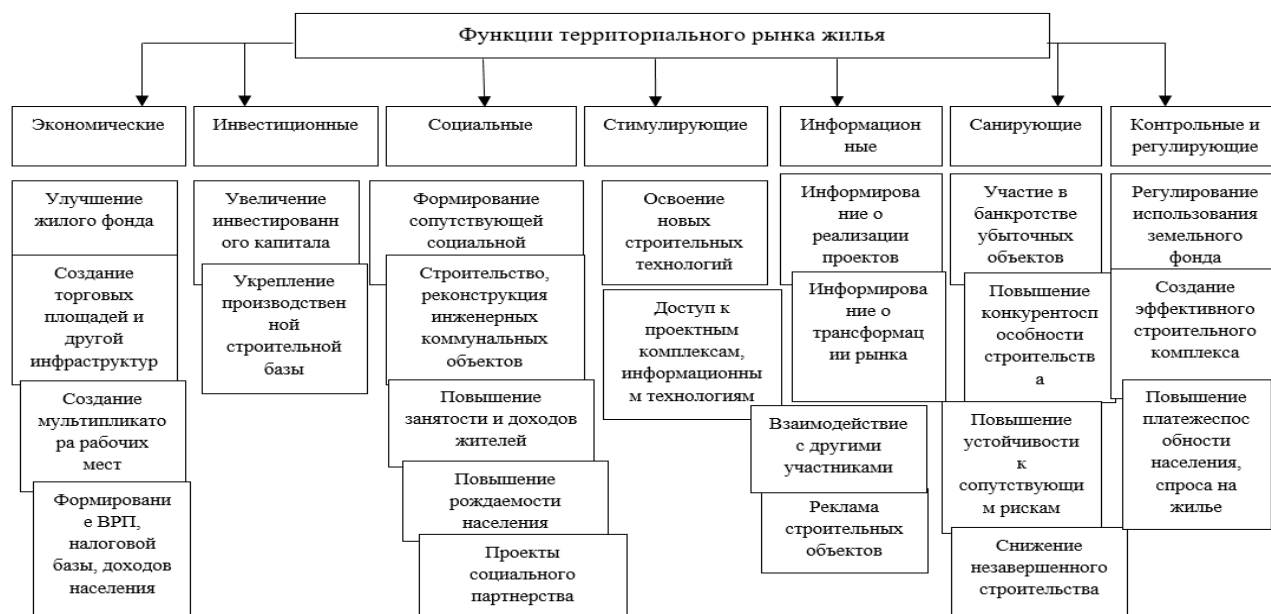 Функции территориального рынка жилья
Экономические
Инвестиционные
Социальные
Стимулирующие
Информацион
ные
Санирующие
Контрольные и
регулирующие
Улучшение
жилого фонда
Создание
торговых
площадей и
другой
инфраструктур
Создание
мультипликато
ра рабочих
мест
Формировани
е ВРП,
налоговой
базы, доходов
населения
Увеличение
инвестированн
ого капитала
Укрепление
производствен
ной
строительной
базы
Формирование
сопутствующей
социальной
Строительство,
реконструкция
инженерных
коммунальных
объектов
Повышение
занятости и доходов
жителей
Повышение
рождаемости
населения
Проекты
социального
партнерства
Освоение
новых
строительных
технологий
Доступ к
проектным
комплексам,
информационны
м технологиям
Информирова
ние о
реализации
проектов
Информирова
ние о
трансформац
ии рынка
Взаимодействие
с другими
участниками
Реклама
строительных
объектов
Участие в
банкротстве
убыточных
объектов
Повышение
конкурентосп
особности
строительств
а
Повышение
устойчивости
к
сопутствующи
м рискам
Снижение
незавершенного
строительства
Регулирование
использования
земельного
фонда
Создание
эффективного
строительного
комплекса
Повышение
платежеспос
обности
населения,
спроса на
жилье